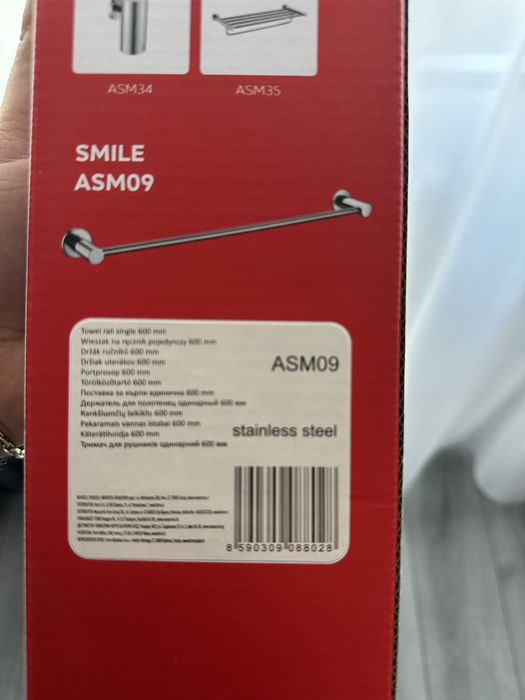 ASM34
ASM35
SMILE
ASM09
Towel rail single 600 mm
Wieszak na ręcznik pojedynczy 600 mm
Držák ručníků 600 mm
Držiak uterákov 600 mm
Portprosop 600 mm
Törölközőtartó 600 mm
Поставка за кърпи единична 600 mm
Держатель для полотенец одинарный 600 мм
Rankšluosčių laikiklis 600 mm
Pakaramais vannas istabai 600 mm
Käterätihoidja 600 mm
Тримач для рушників одинарний 600 мм
ASM09
stainless steel
8 590309 088028